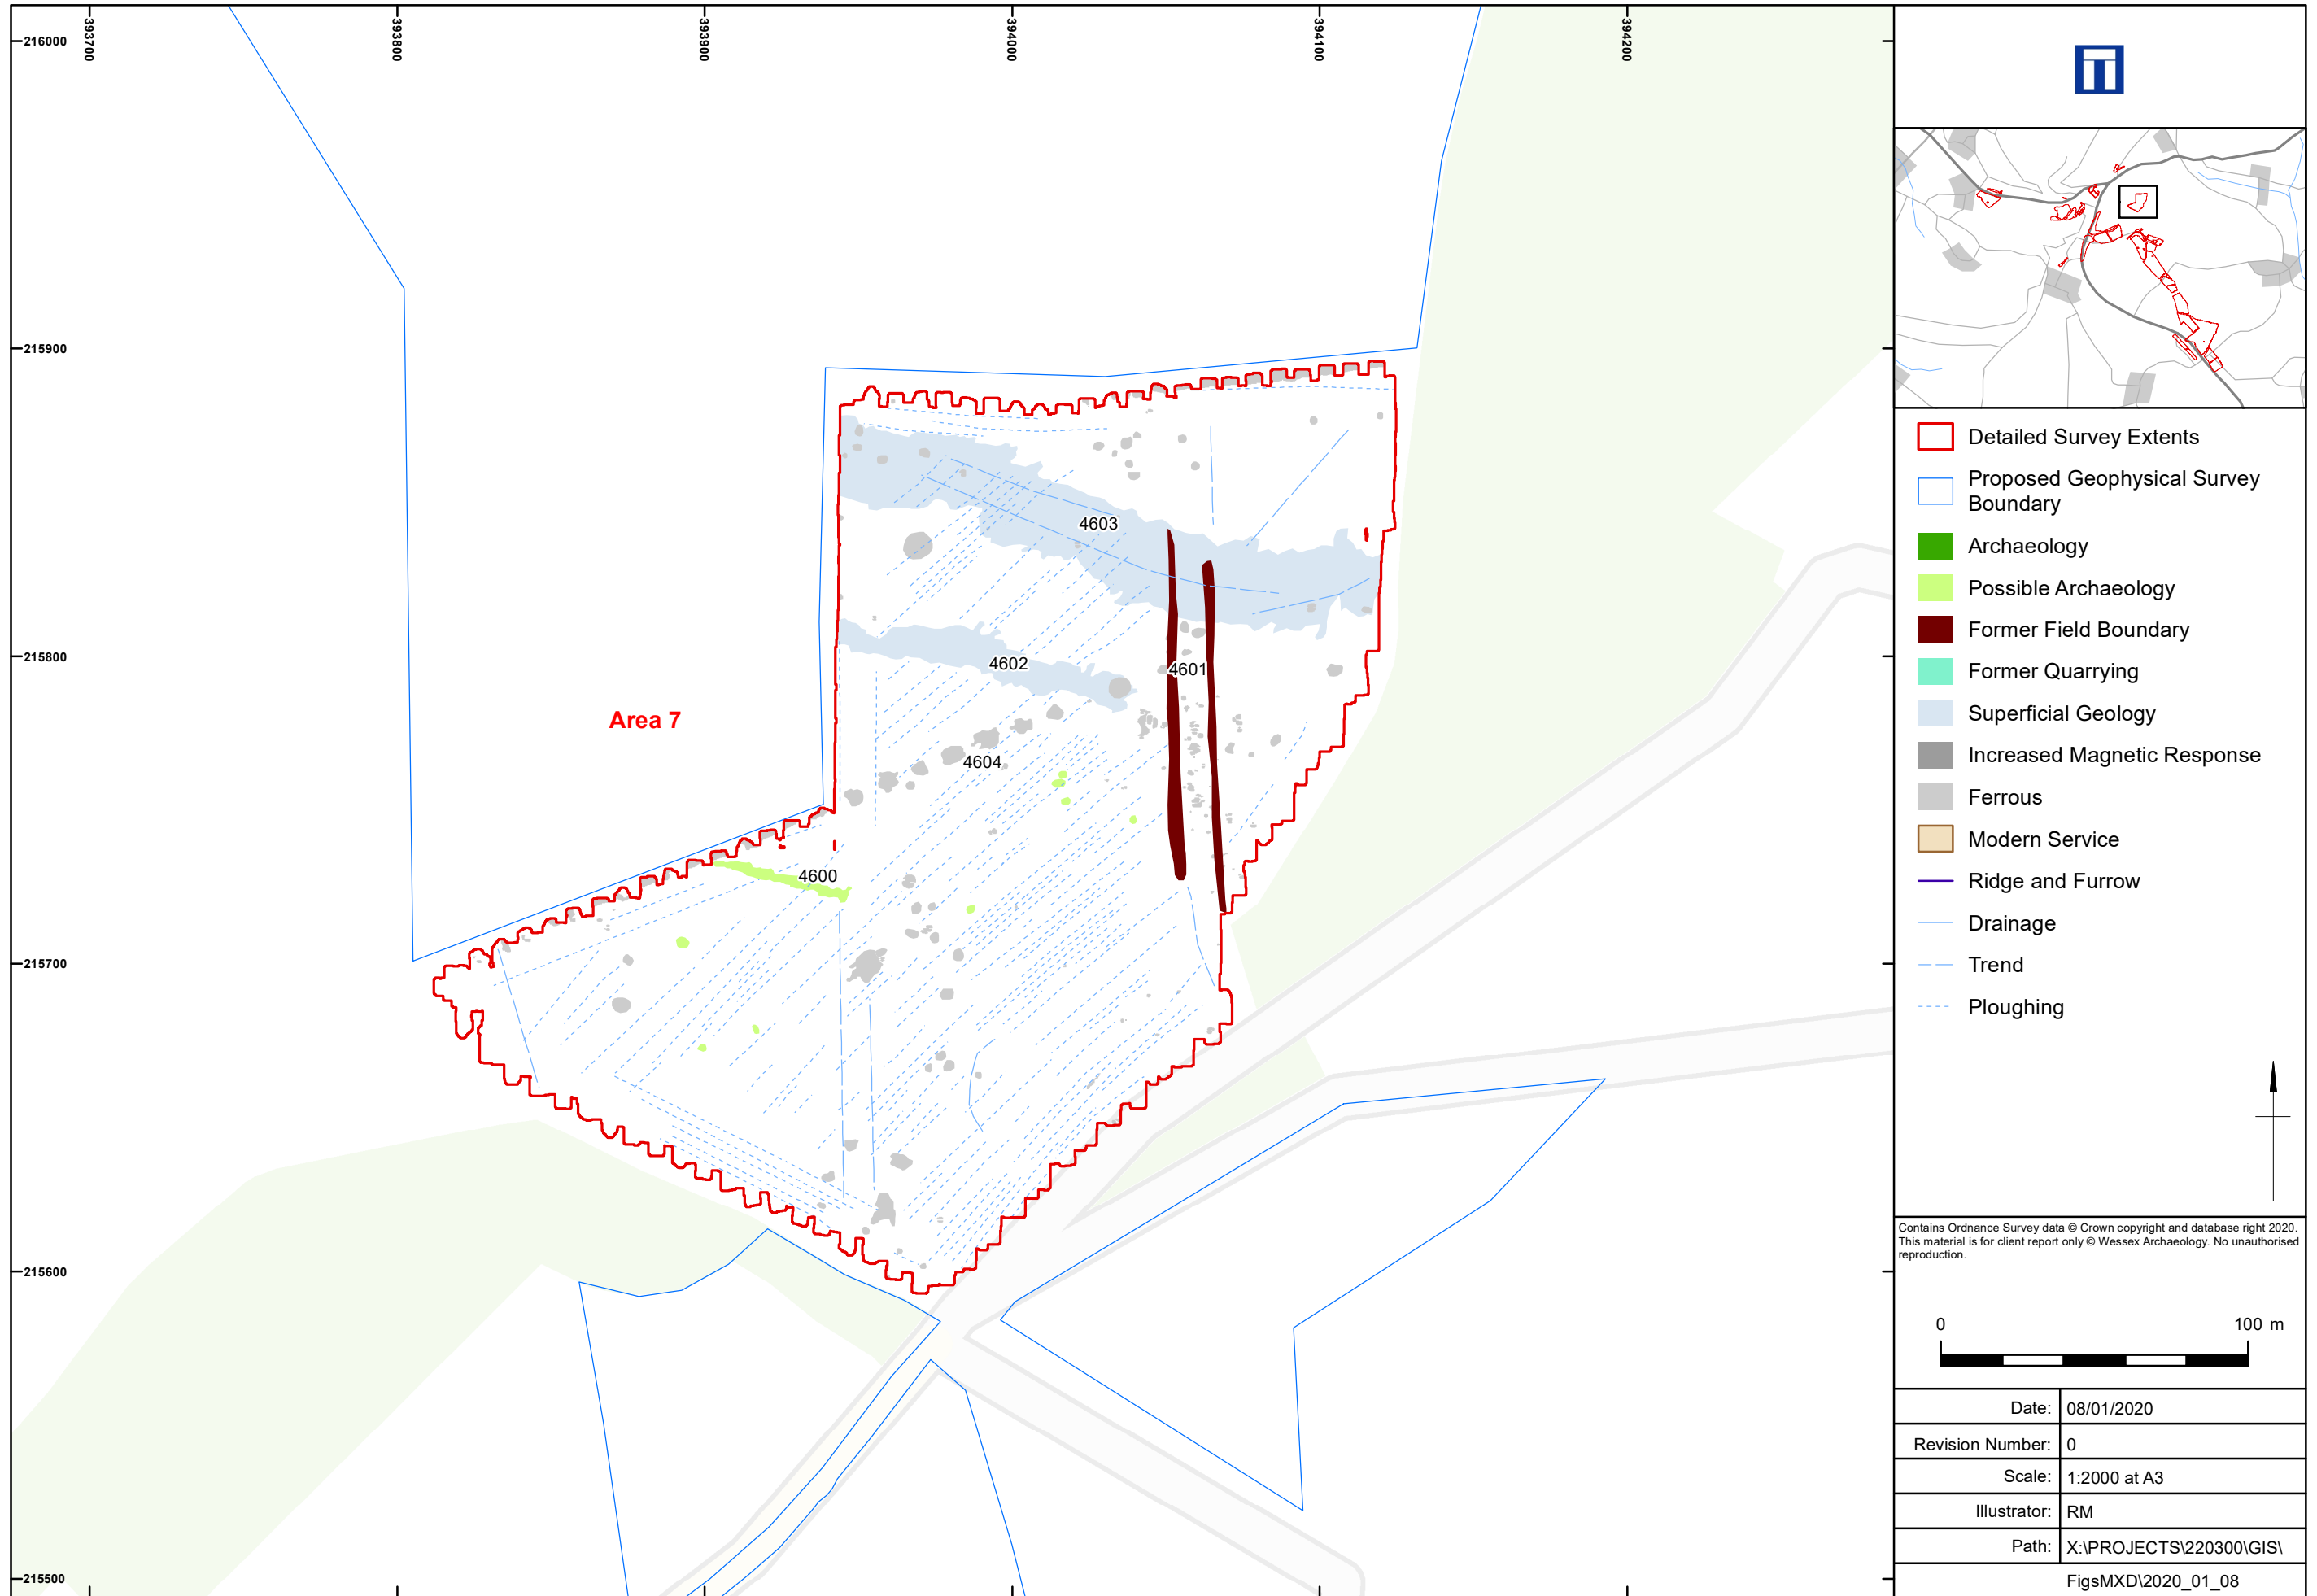 393700
393800
393900
394000
394100
394200
216000
215900
215800
215700
215600
215500
4603
4602
4601
Area 7
4604
4600
Detailed Survey Extents
Proposed Geophysical Survey
Boundary
Archaeology
Possible Archaeology
Former Field Boundary
Former Quarrying
Superficial Geology
Increased Magnetic Response
Ferrous
Modern Service
Ridge and Furrow
Drainage
Trend
Ploughing
Contains Ordnance Survey data © Crown copyright and database right 2020.
This material is for client report only © Wessex Archaeology. No unauthorised
reproduction.
0 100 m
Date: 08/01/2020
Revision Number: 0
Scale: 1:2000 at A3
Illustrator: RM
Path: X:\PROJECTS\220300\GIS\
FigsMXD\2020_01_08